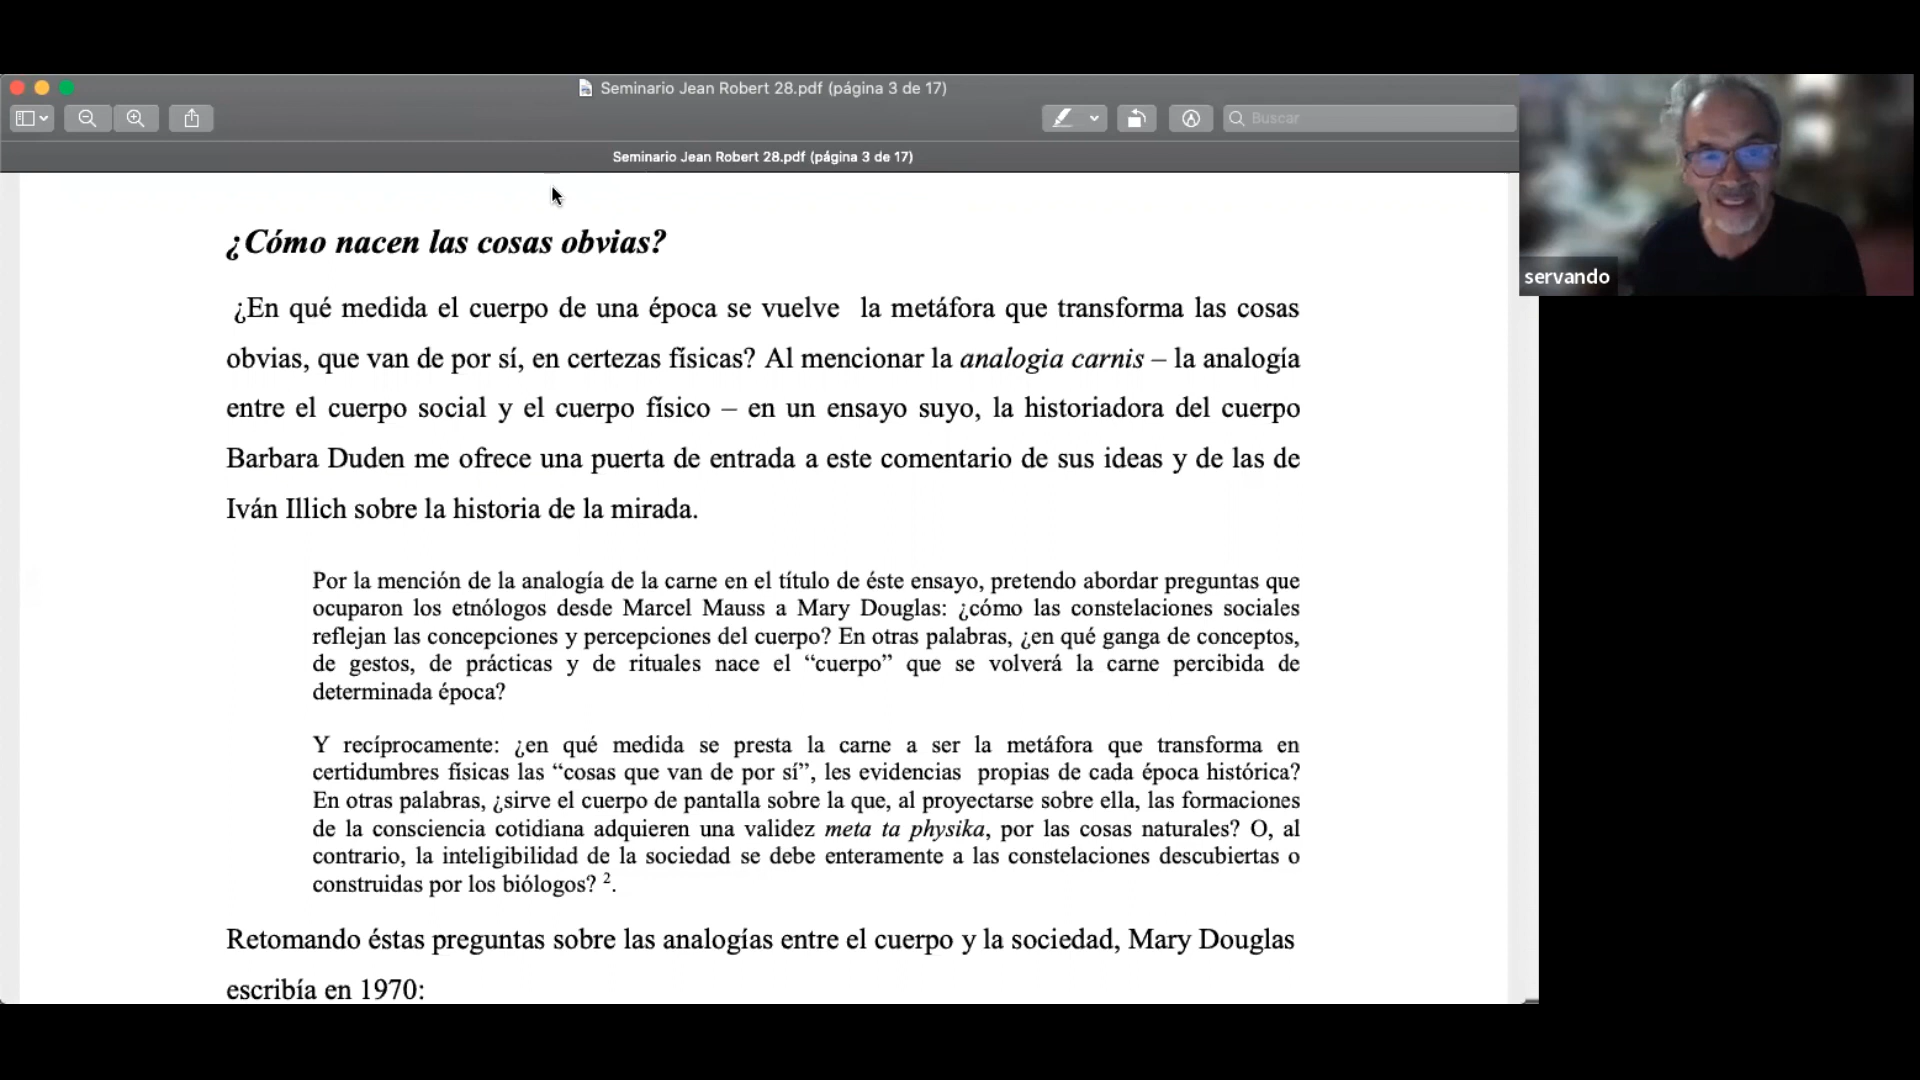 Seminario Jean Robert 28.pdf (página 3 de 17)
Buscar
Seminario Jean Robert 28.pdf (página 3 de 17)
servando
¿Cómo nacen las cosas obvias?
¿En qué medida el cuerpo de una época se vuelve la metáfora que transforma las cosas
obvias, que van de por sí, en certezas físicas? Al mencionar la analogia carnis – la analogía
entre el cuerpo social y el cuerpo físico – en un ensayo suyo, la historiadora del cuerpo
Barbara Duden me ofrece una puerta de entrada a este comentario de sus ideas y de las de
Iván Illich sobre la historia de la mirada.
Por la mención de la analogía de la carne en el título de éste ensayo, pretendo abordar preguntas que
ocuparon los etnólogos desde Marcel Mauss a Mary Douglas: ¿cómo las constelaciones sociales
reflejan las concepciones y percepciones del cuerpo? En otras palabras, ¿en qué ganga de conceptos,
de gestos, de prácticas y de rituales nace el “cuerpo” que se volverá la carne percibida de
determinada época?
Y recíprocamente: ¿en qué medida se presta la carne a ser la metáfora que transforma en
certidumbres físicas las “cosas que van de por sí”, les evidencias propias de cada época histórica?
En otras palabras, ¿sirve el cuerpo de pantalla sobre la que, al proyectarse sobre ella, las formaciones
de la consciencia cotidiana adquieren una validez meta ta physika, por las cosas naturales? O, al
contrario, la inteligibilidad de la sociedad se debe enteramente a las constelaciones descubiertas o
construidas por los biólogos? ².
Retomando éstas preguntas sobre las analogías entre el cuerpo y la sociedad, Mary Douglas
escribía en 1970: